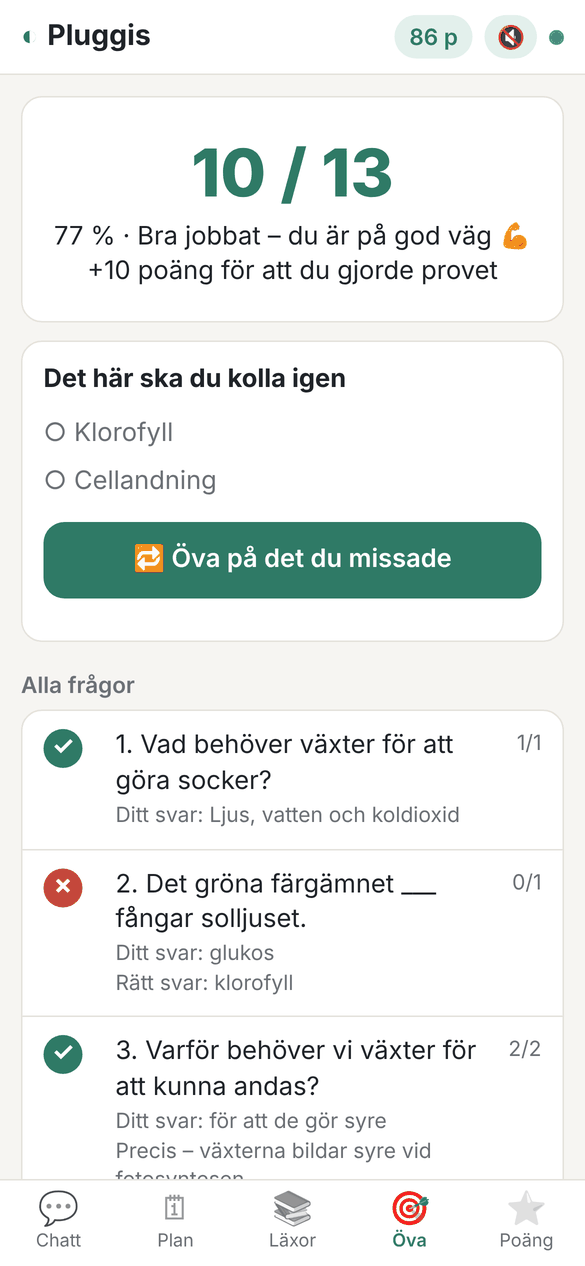 Pluggis
86 p
10 / 13
77 % · Bra jobbat – du är på god väg 💪
+10 poäng för att du gjorde provet
Det här ska du kolla igen
Klorofyll
Cellandning
🔁 Öva på det du missade
Alla frågor
1. Vad behöver växter för att
göra socker?
1/1
Ditt svar: Ljus, vatten och koldioxid
2. Det gröna färgämnet ___
fångar solljuset.
0/1
Ditt svar: glukos
Rätt svar: klorofyll
3. Varför behöver vi växter för
att kunna andas?
2/2
Ditt svar: för att de gör syre
Precis – växterna bildar syre vid
fotosyntesen
Chatt
Plan
Läxor
Öva
Poäng